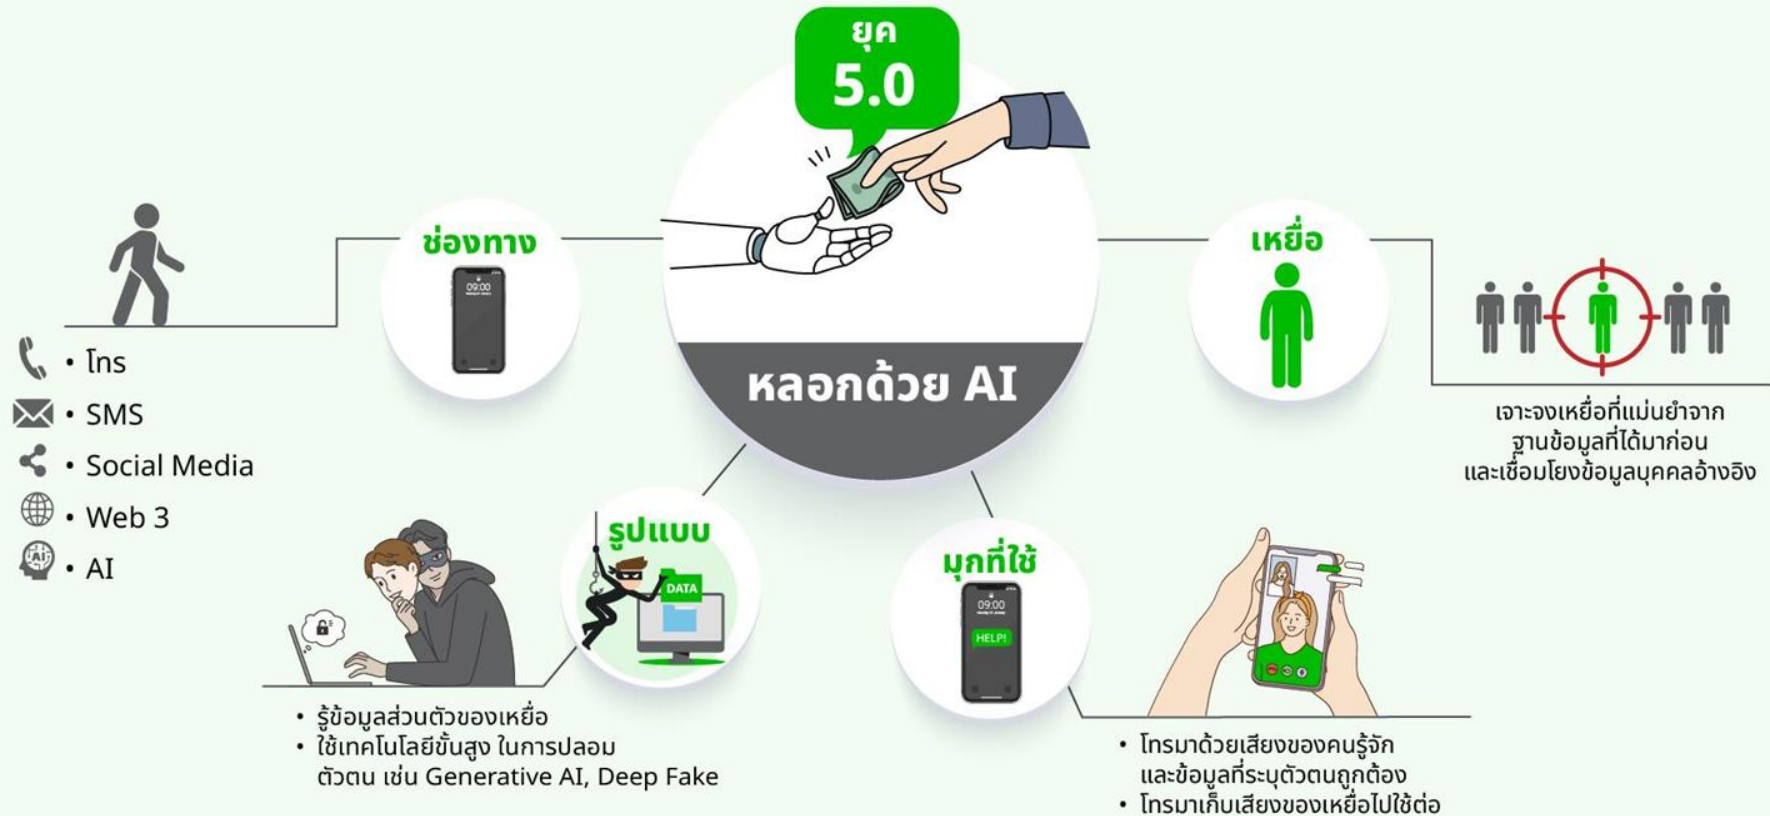 ยุค
5.0
หลอกด้วย AI
ช่องทาง
09:00
• โทร
• SMS
• Social Media
• Web 3
• AI
AI
รูปแบบ
DATA
• รู้ข้อมูลส่วนตัวของเหยื่อ
• ใช้เทคโนโลยีขั้นสูง ในการปลอม
ตัวตน เช่น Generative AI, Deep Fake
มุกที่ใช้
09:00
HELP!
• โทรมาด้วยเสียงของคนรู้จัก
และข้อมูลที่ระบุตัวตนถูกต้อง
• โทรมาเก็บเสียงของเหยื่อไปใช้ต่อ
เหยื่อ
เจาะจงเหยื่อที่แม่นยำจาก
ฐานข้อมูลที่ได้มาก่อน
และเชื่อมโยงข้อมูลบุคคลอ้างอิง